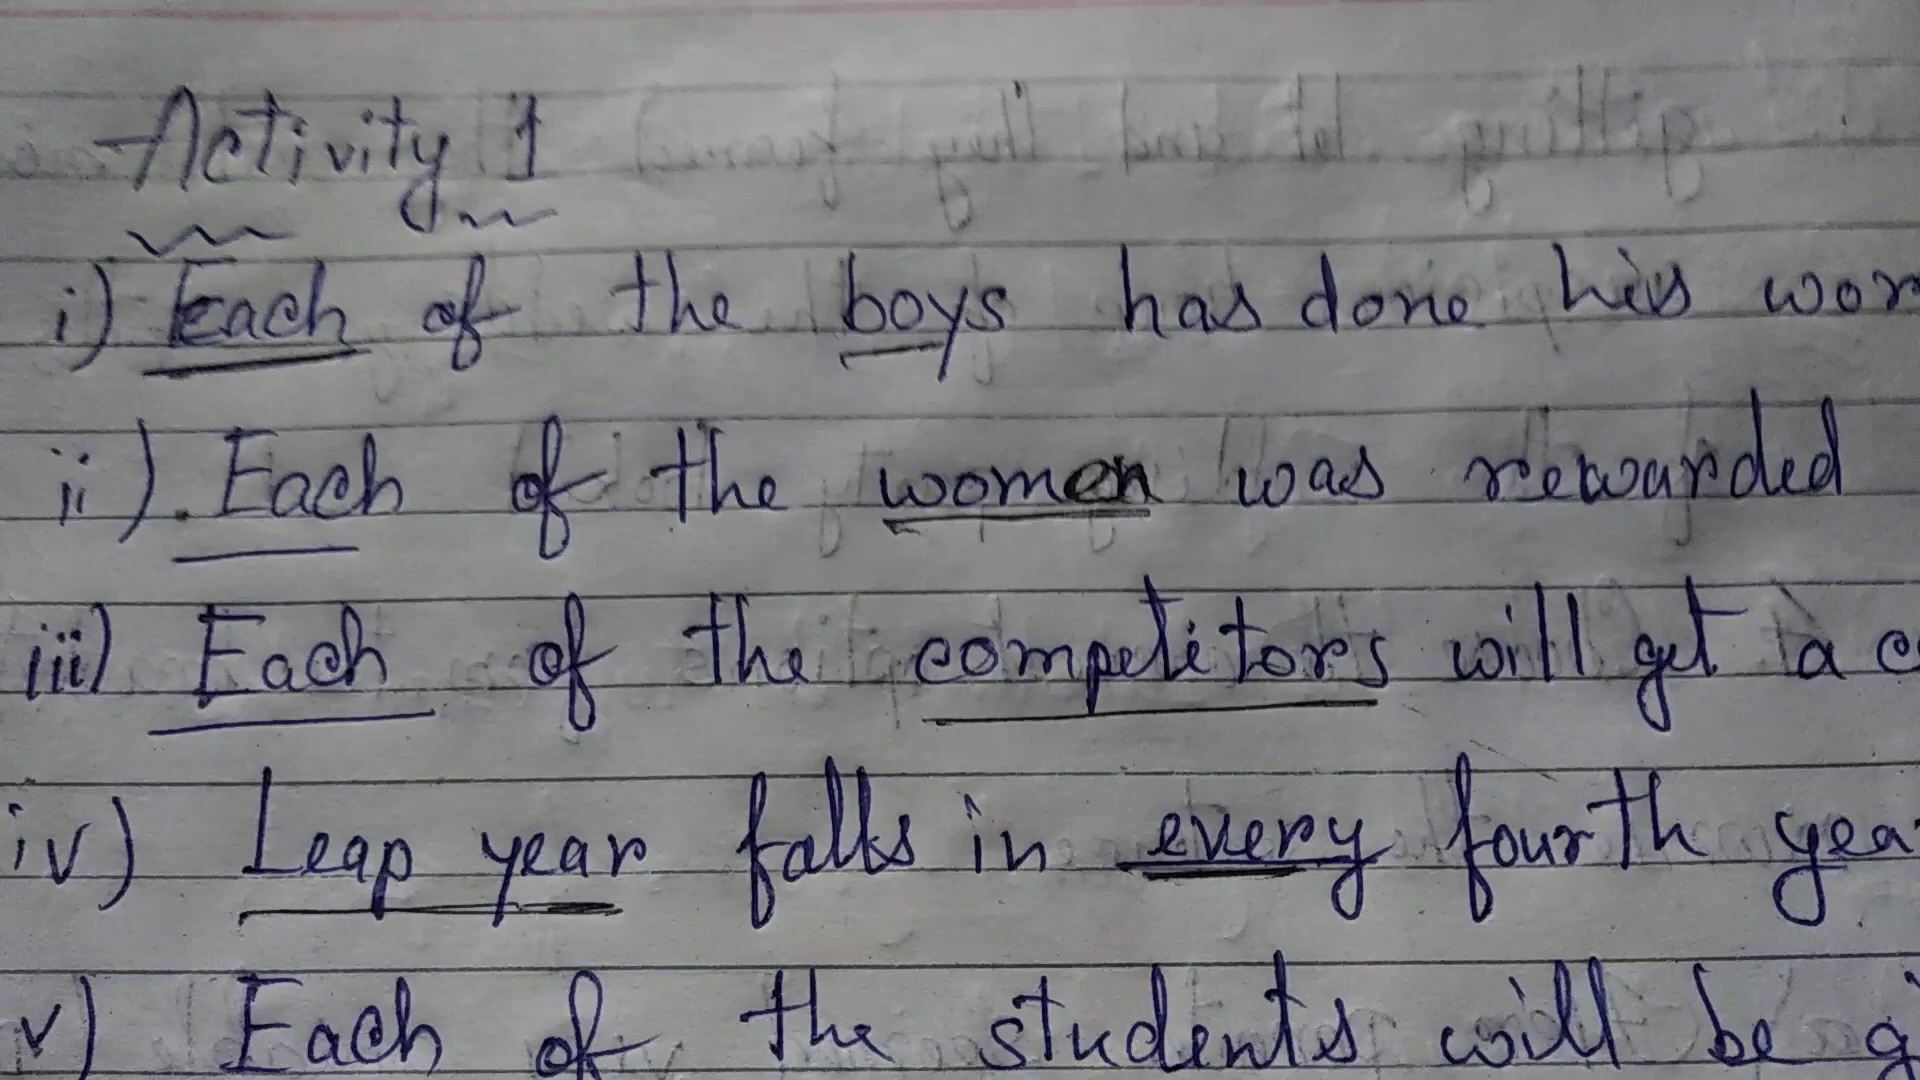 Activity 1
i) Each of the boys has done his wor
ii). Each of the women was rewarded
iii) Each of the competitors will get a c
iv) Leap year falls in every fourth yea
v) Each of the students will be gi